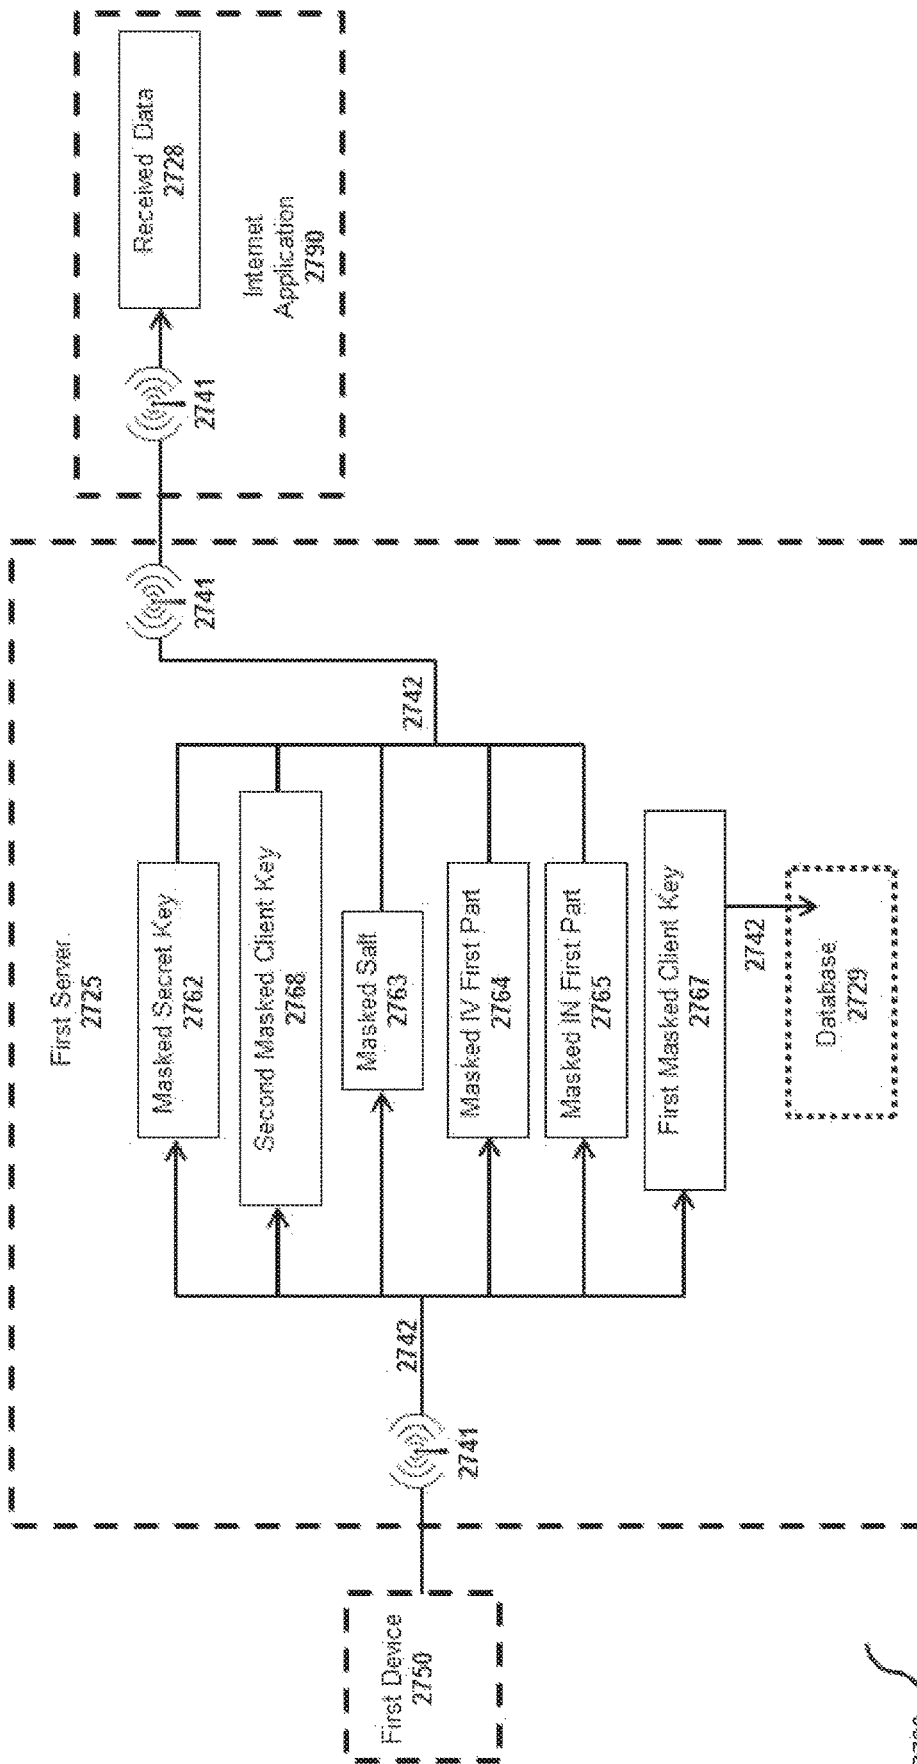 First Device
2750
2741
2742
First Server
2725
Masked Secret Key
2762
Second Masked Client Key
2768
Masked Salt
2763
Masked IV First Part
2764
Masked IN First Part
2765
First Masked Client Key
2767
2742
Database
2729
2742
2741
2741
Received Data
2728
Internet
Application
2790